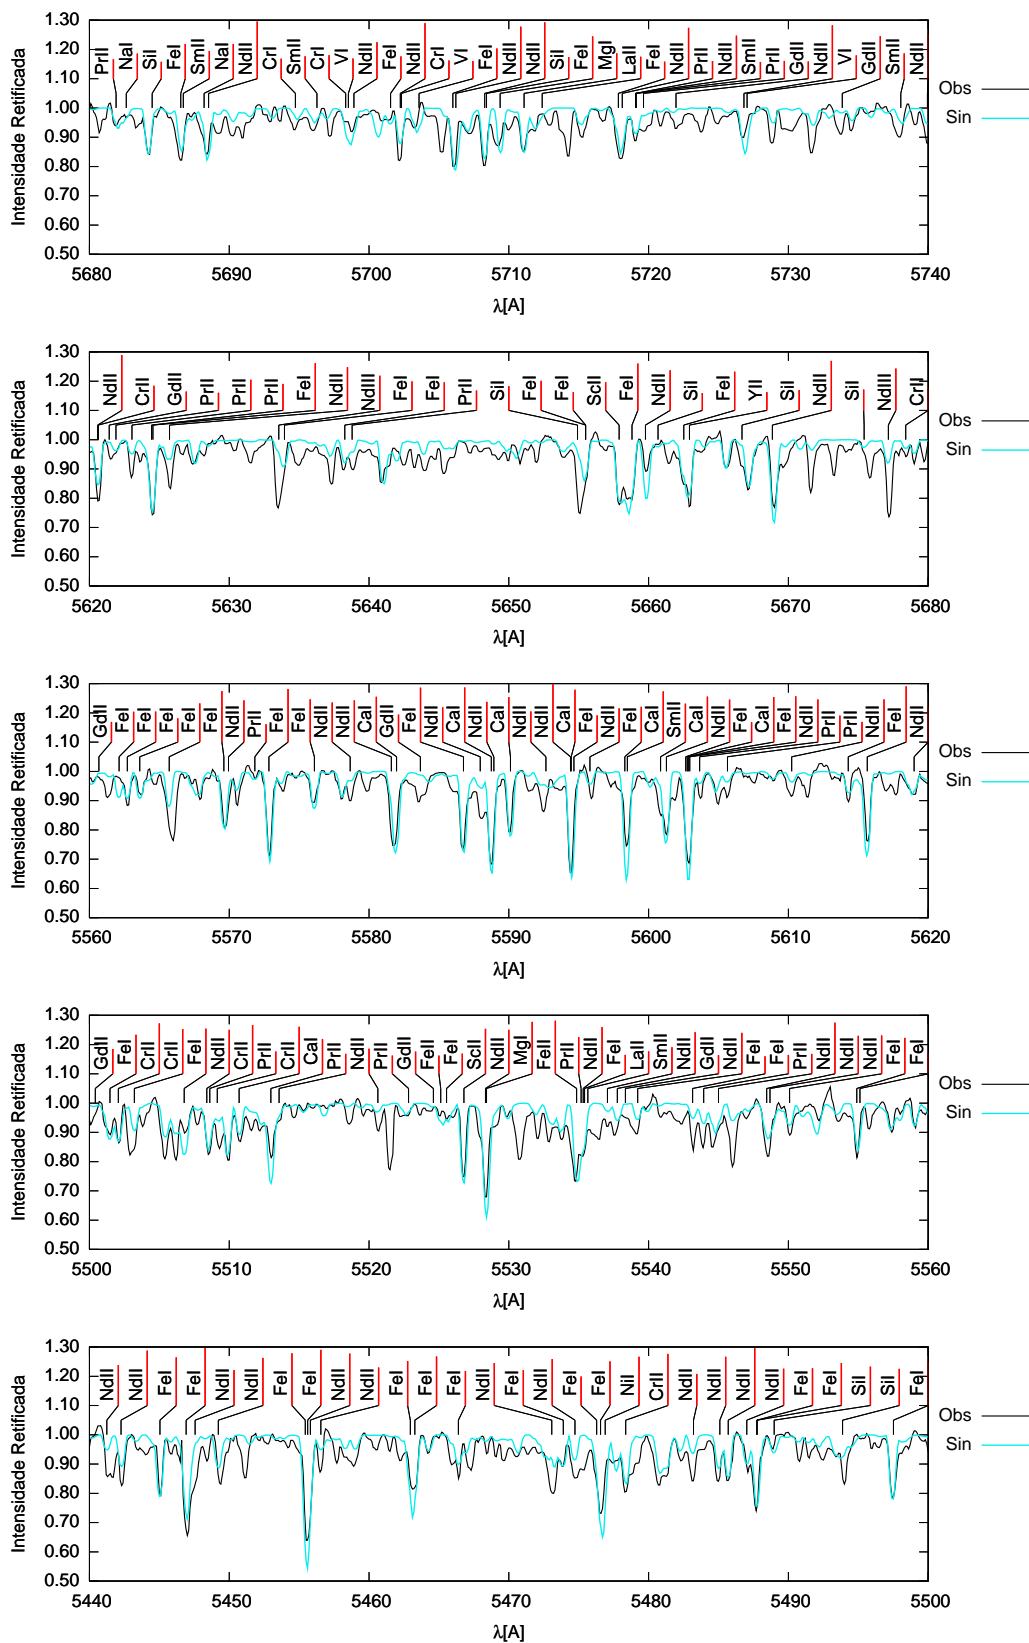 1.30
1.20
1.10
1.00
0.90
0.80
0.70
0.60
0.50
Intensidade Retificada
PrII NaI SiI FeI SmII NaI NdII CrI SmII CrI VI NdII FeI NdII CrI VI FeI NdII NdII SiI FeI MgI LaII FeI NdII PrII NdII SmII PrII GdII NdII VI GdII SmII NdII
Obs
Sin
5680 5690 5700 5710 5720 5730 5740
λ[A]
1.30
1.20
1.10
1.00
0.90
0.80
0.70
0.60
0.50
Intensidade Retificada
NdII CrII GdII PrII PrII PrII FeI NdII NdIII FeI FeI PrII SiI FeI FeI ScII FeI NdII SiI FeI YII SiI NdII SiI NdIII CrII
Obs
Sin
5620 5630 5640 5650 5660 5670 5680
λ[A]
1.30
1.20
1.10
1.00
0.90
0.80
0.70
0.60
0.50
Intensidade Retificada
GdII FeI FeI FeI FeI NdII PrII FeI FeI NdII NdII CaI GdII FeI NdII CaI NdII CaI NdII NdII CaI FeI NdII FeI CaI SmII CaI NdII FeI CaI FeI NdII PrII PrII NdII FeI NdII
Obs
Sin
5560 5570 5580 5590 5600 5610 5620
λ[A]
1.30
1.20
1.10
1.00
0.90
0.80
0.70
0.60
0.50
Intensidade Retificada
GdII FeI CrII CrII FeI NdII CrII PrII CrII CaI PrII NdII PrII GdII FeII FeI ScII NdII MgI FeII PrII NdII FeI LaII SmII NdII GdII NdII FeI FeI PrII NdII NdII NdII FeI FeI
Obs
Sin
5500 5510 5520 5530 5540 5550 5560
λ[A]
1.30
1.20
1.10
1.00
0.90
0.80
0.70
0.60
0.50
Intensidade Retificada
NdII NdII FeI FeI NdII NdII FeI FeI NdII NdII FeI FeI FeI NdII FeI NdII FeI FeI NiI CrII NdII NdII NdII NdII FeI FeI SiI SiI FeI
Obs
Sin
5440 5450 5460 5470 5480 5490 5500
λ[A]